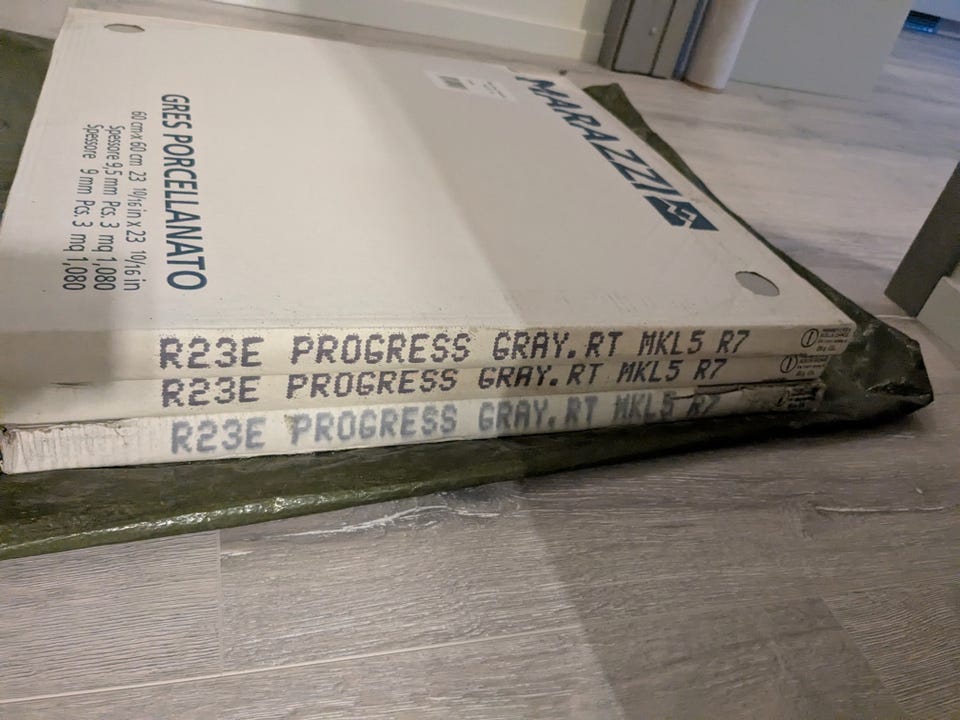 MARAZZI
GRES PORCELLANATO
60 cm x 60 cm 23 10/16 in x 23 10/16 in
Spessore 9,5 mm Pcs. 3 mq 1,080
Spessore 9 mm Pcs. 3 mq 1,080
R23E PROGRESS GRAY.RT MKL5 R7
R23E PROGRESS GRAY.RT MKL5 R7
R23E PROGRESS GRAY.RT MKL5 R7